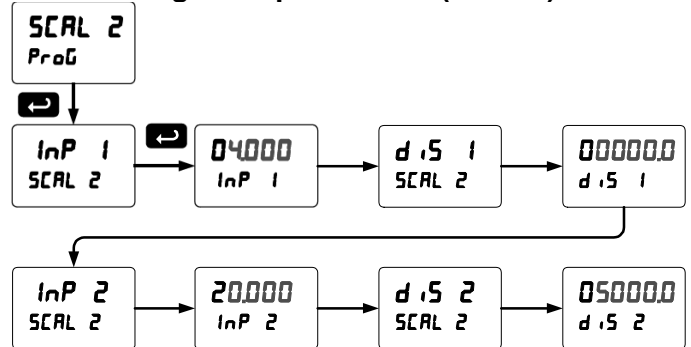 SCAL 2
ProG
InP 1
SCAL 2
04.000
InP 1
diS 1
SCAL 2
00000.0
diS 1
InP 2
SCAL 2
20.000
InP 2
diS 2
SCAL 2
05000.0
diS 2